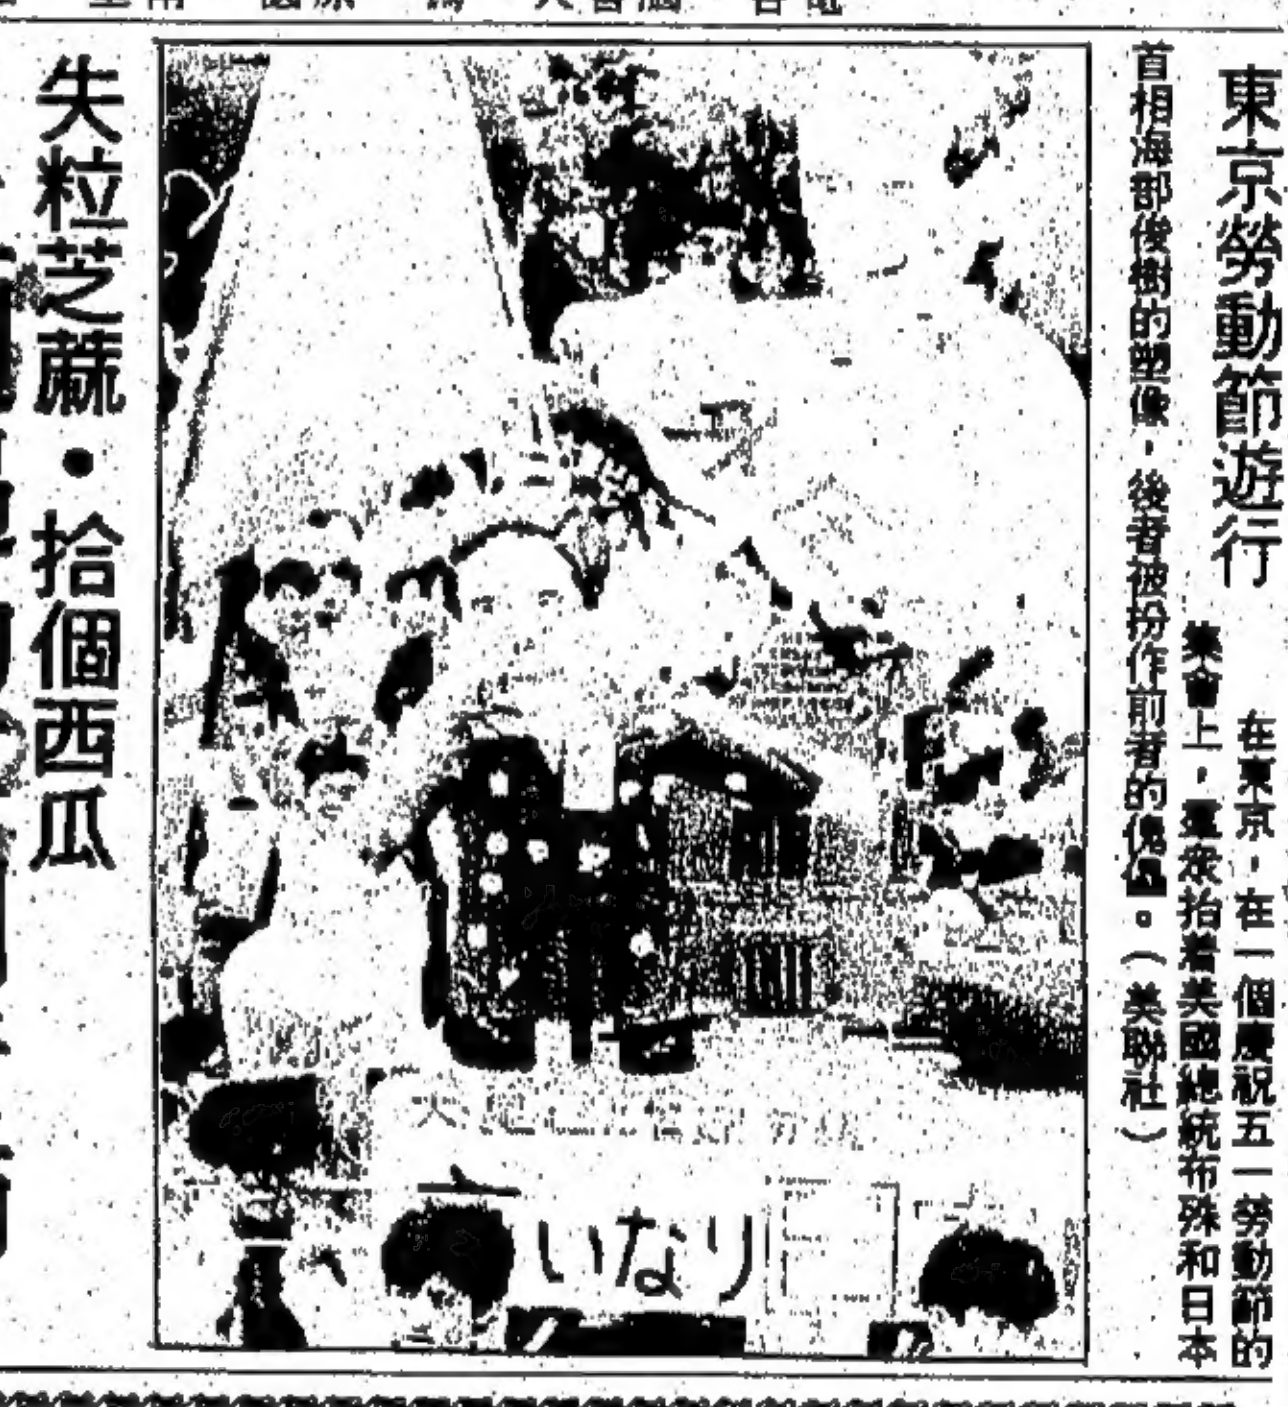 東京勞動節遊行
在東京,在一個慶祝五一勞動節的
集會上,羣衆抬着美國總統布殊和日本
首相海部俊樹的塑像,後者被扮作前者的傀儡。(美聯社)
失粒芝蔴・拾個西瓜
いなり